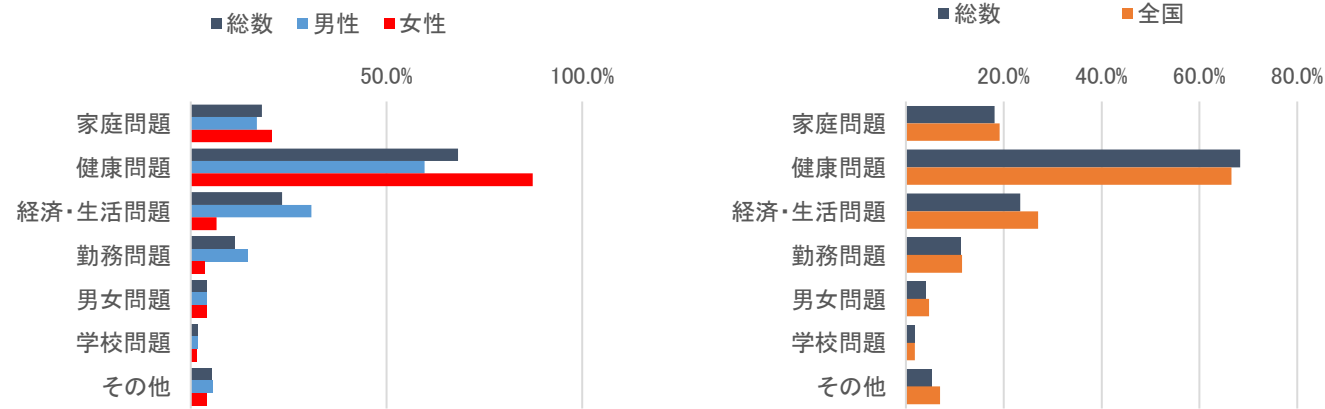 ■総数 ■男性 ■女性
50.0% 100.0%
家庭問題
健康問題
経済・生活問題
勤務問題
男女問題
学校問題
その他
■総数 ■全国
20.0% 40.0% 60.0% 80.0%
家庭問題
健康問題
経済・生活問題
勤務問題
男女問題
学校問題
その他